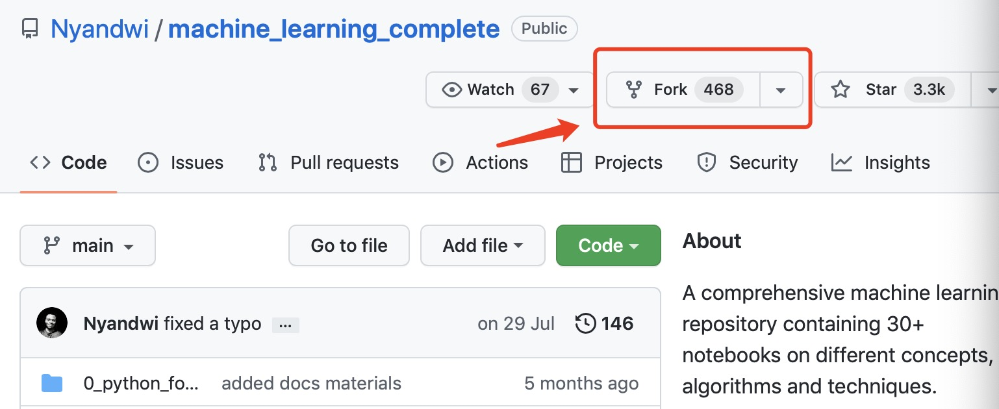 Nyandwi / machine_learning_complete Public
Watch 67 Fork 468 Star 3.3k
Code Issues Pull requests Actions Projects Security Insights
main Go to file Add file Code
About
A comprehensive machine learnin
repository containing 30+
notebooks on different concepts,
algorithms and techniques.
Nyandwi fixed a typo ... on 29 Jul 146
0_python_fo... added docs materials 5 months ago